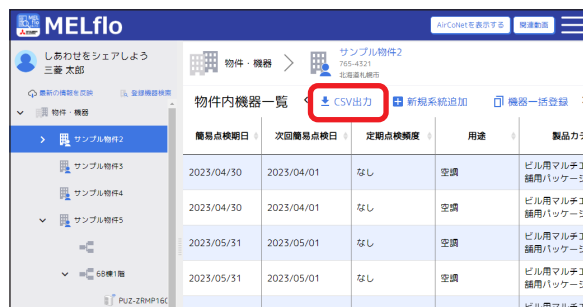 MELflo
AirCoNetを表示する
関連動画
しあわせをシェアしよう
三菱 太郎
最新の情報を反映
登録機器検索
物件・機器
サンプル物件2
サンプル物件3
サンプル物件4
サンプル物件5
6B棟1階
PUZ-ZRMP160
物件・機器
サンプル物件2
765-4321
北海道札幌市
物件内機器一覧
CSV出力
新規系統追加
機器一括登録
簡易点検期日 次回簡易点検日 定期点検頻度 用途 製品カテ
2023/04/30 2023/04/01 なし 空調 ビル用マルチエ
舗用パッケージ
2023/04/30 2023/04/01 なし 空調 ビル用マルチエ
舗用パッケージ
2023/05/31 2023/05/01 なし 空調 ビル用マルチエ
舗用パッケージ
2023/05/31 2023/05/01 なし 空調 ビル用マルチエ
舗用パッケージ
ビル用マルチエ